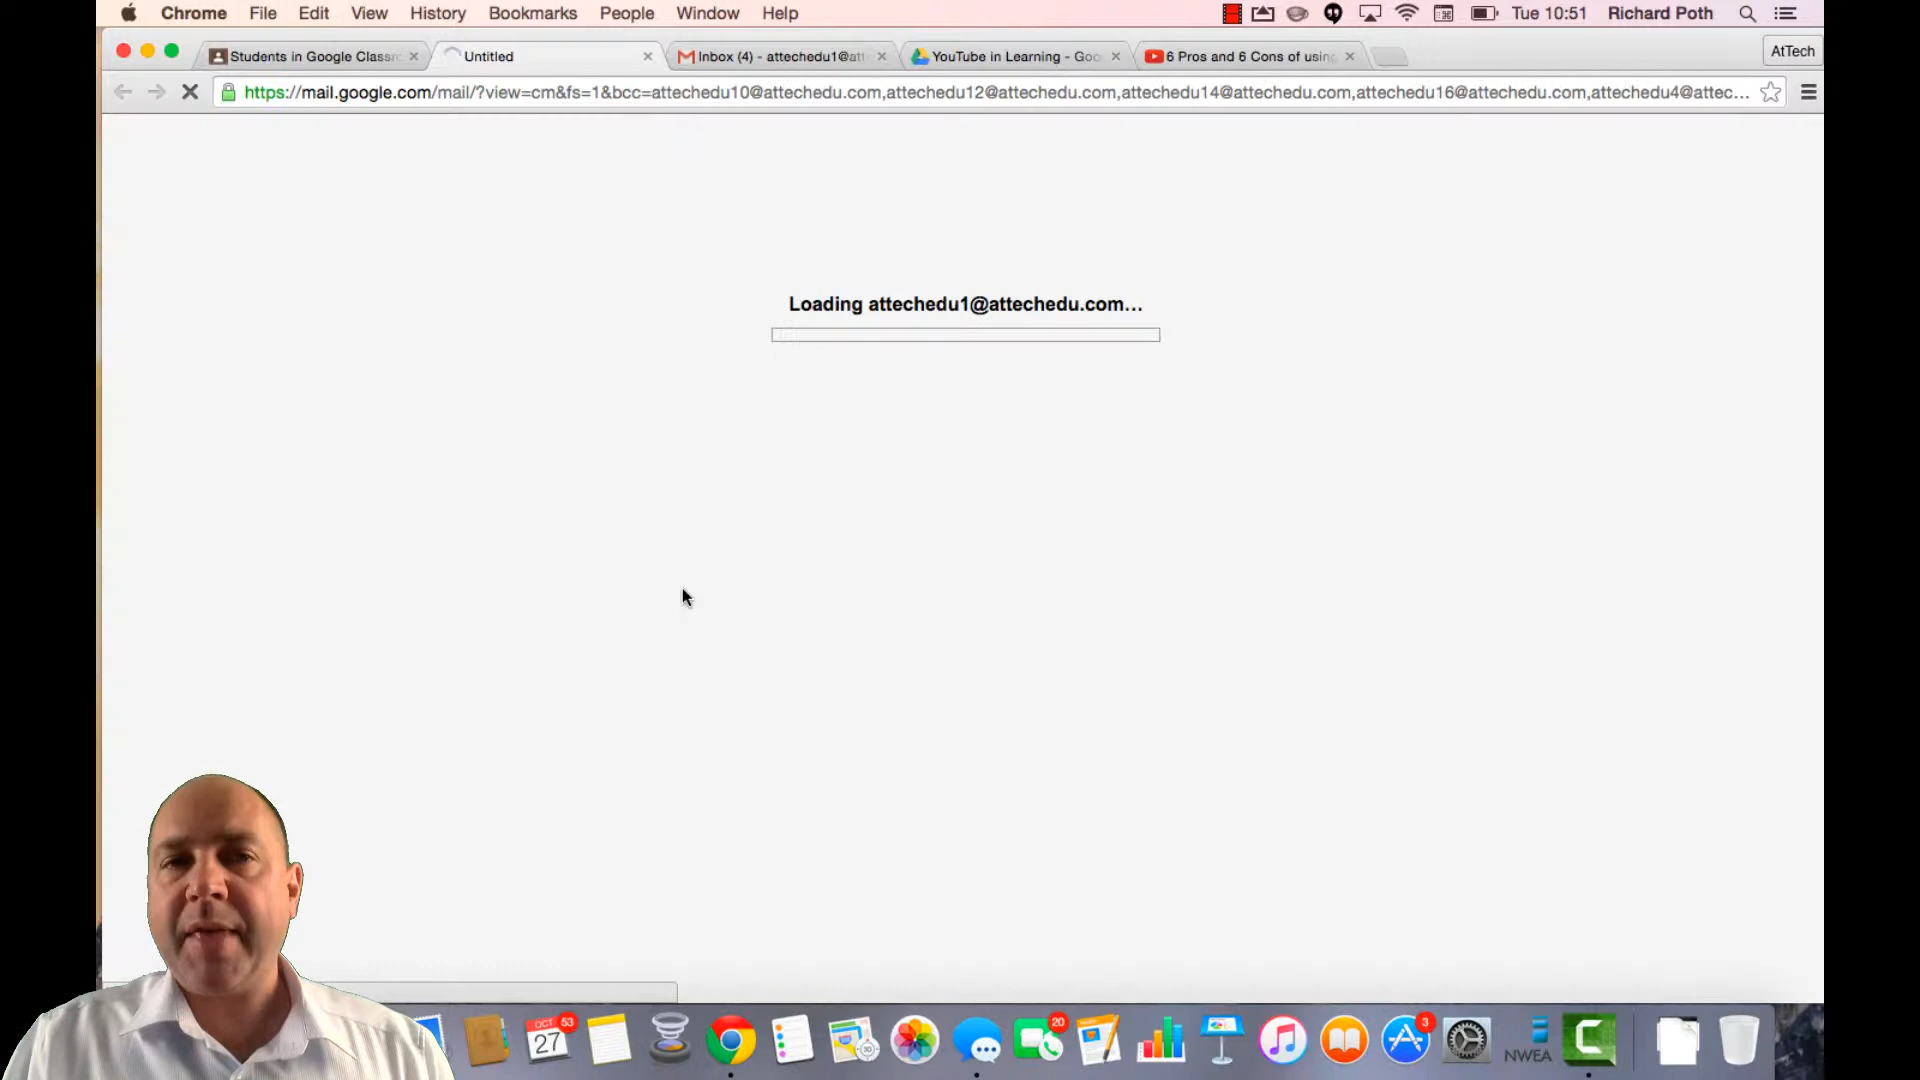 Chrome File Edit View History Bookmarks People Window Help Tue 10:51 Richard Poth
Students in Google Classr Untitled Inbox (4) - attechedu1@att YouTube in Learning - Goo 6 Pros and 6 Cons of using AtTech
https://mail.google.com/mail/?view=cm&fs=1&bcc=attechedu10@attechedu.com,attechedu12@attechedu.com,attechedu14@attechedu.com,attechedu16@attechedu.com,attechedu4@attec...
Loading attechedu1@attechedu.com...
OCT 53 20 3
27 30 NWEA